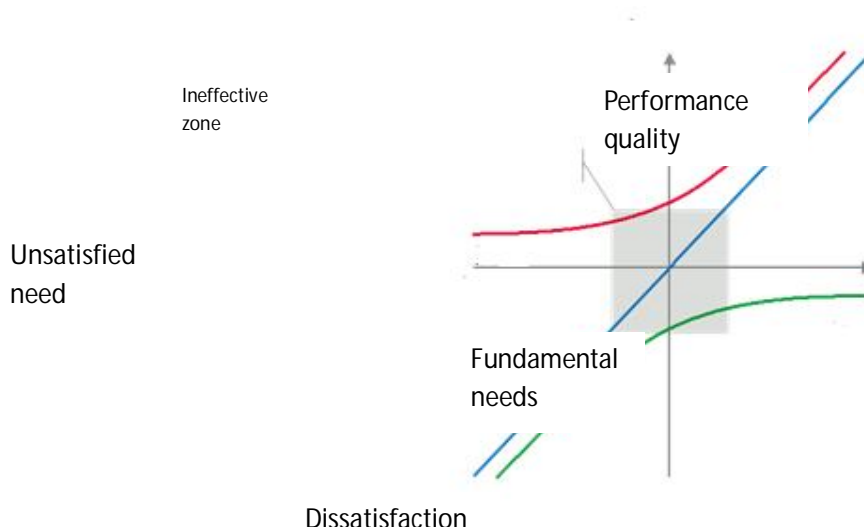 Ineffective
zone
Performance
quality
Unsatisfied
need
Fundamental
needs
Dissatisfaction